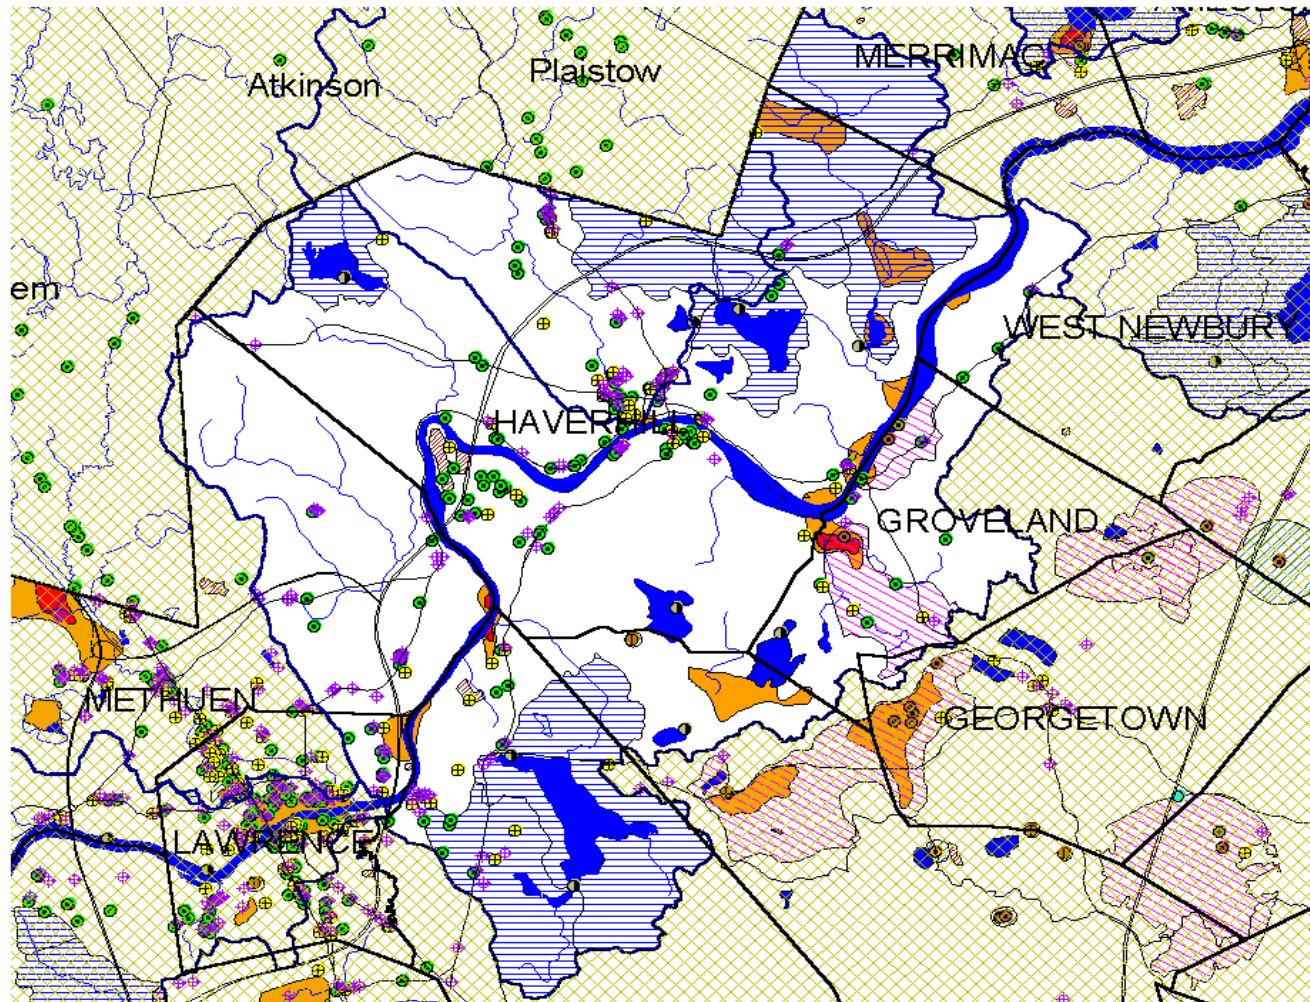 MERRIMAC
Plaistow
Atkinson
em
WEST NEWBURY
HAVERHILL
GROVELAND
METHUEN
GEORGETOWN
LAWRENCE